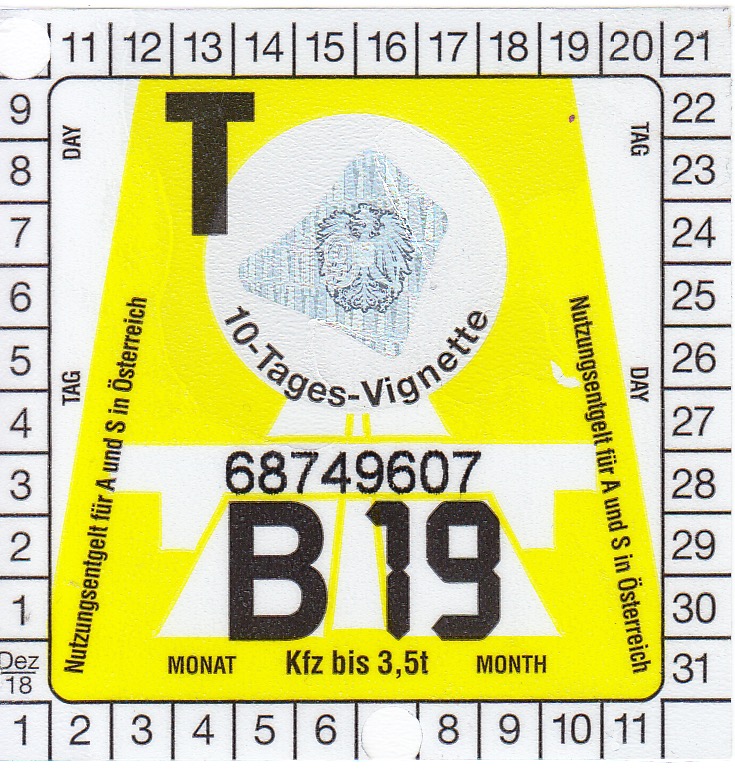 11 12 13 14 15 16 17 18 19 20 21
9
8
7
6
5
4
3
2
1
Dez
18
22
23
24
25
26
27
28
29
30
31
DAY
TAG
T
TAG
DAY
10-Tages-Vignette
Nutzungsentgelt für A und S in Österreich
Nutzungsentgelt für A und S in Österreich
68749607
B 19
MONAT Kfz bis 3,5t MONTH
1 2 3 4 5 6 8 9 10 11